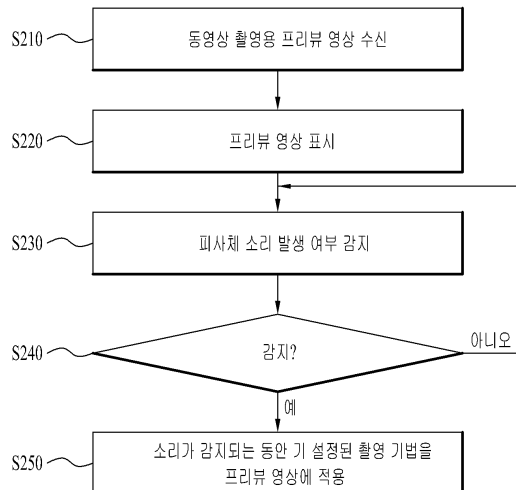 S210
동영상 촬영용 프리뷰 영상 수신
S220
프리뷰 영상 표시
S230
피사체 소리 발생 여부 감지
S240
감지?
아니오
예
S250
소리가 감지되는 동안 기 설정된 촬영 기법을
프리뷰 영상에 적용